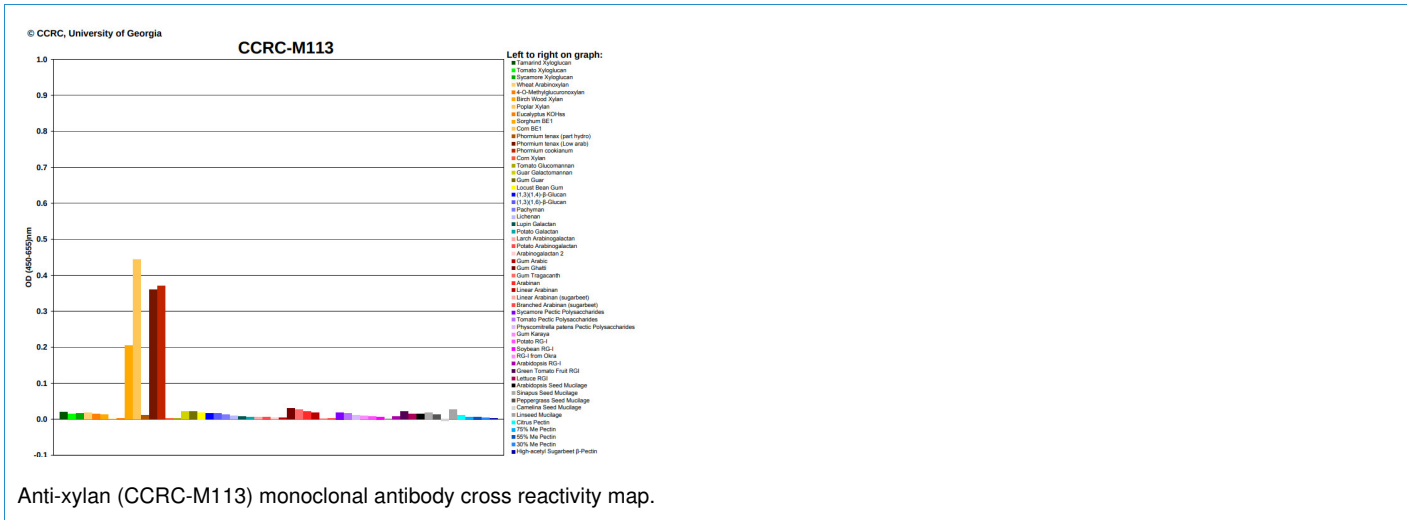 © CCRC, University of Georgia
CCRC-M113
1.0
0.9
0.8
0.7
0.6
0.5
0.4
0.3
0.2
0.1
0.0
-0.1
OD (450-655)nm
Left to right on graph:
Tamarind Xyloglucan
Tomato Xyloglucan
Sycamore Xyloglucan
Wheat Arabinoxylan
4-O-Methylglucuronoxylan
Birch Wood Xylan
Poplar Xylan
Eucalyptus KOHss
Sorghum BE1
Corn BE1
Phormium tenax (part hydro)
Phormium tenax (Low arab)
Phormium cookianum
Corn Xylan
Tomato Glucomannan
Guar Galactomannan
Gum Guar
Locust Bean Gum
(1,3)(1,4)-β-Glucan
(1,3)(1,6)-β-Glucan
Pachyman
Lichenan
Lupin Galactan
Potato Galactan
Larch Arabinogalactan
Potato Arabinogalactan
Arabinogalactan 2
Gum Arabic
Gum Ghatti
Gum Tragacanth
Arabinan
Linear Arabinan
Linear Arabinan (sugarbeet)
Branched Arabinan (sugarbeet)
Sycamore Pectic Polysaccharides
Tomato Pectic Polysaccharides
Physcomitrella patens Pectic Polysaccharides
Gum Karaya
Potato RG-I
Soybean RG-I
RG-I from Okra
Arabidopsis RG-I
Green Tomato Fruit RGI
Lettuce RGI
Arabidopsis Seed Mucilage
Sinapus Seed Mucilage
Peppergrass Seed Mucilage
Camelina Seed Mucilage
Linseed Mucilage
Citrus Pectin
75% Me Pectin
55% Me Pectin
30% Me Pectin
High-acetyl Sugarbeet β-Pectin
Anti-xylan (CCRC-M113) monoclonal antibody cross reactivity map.